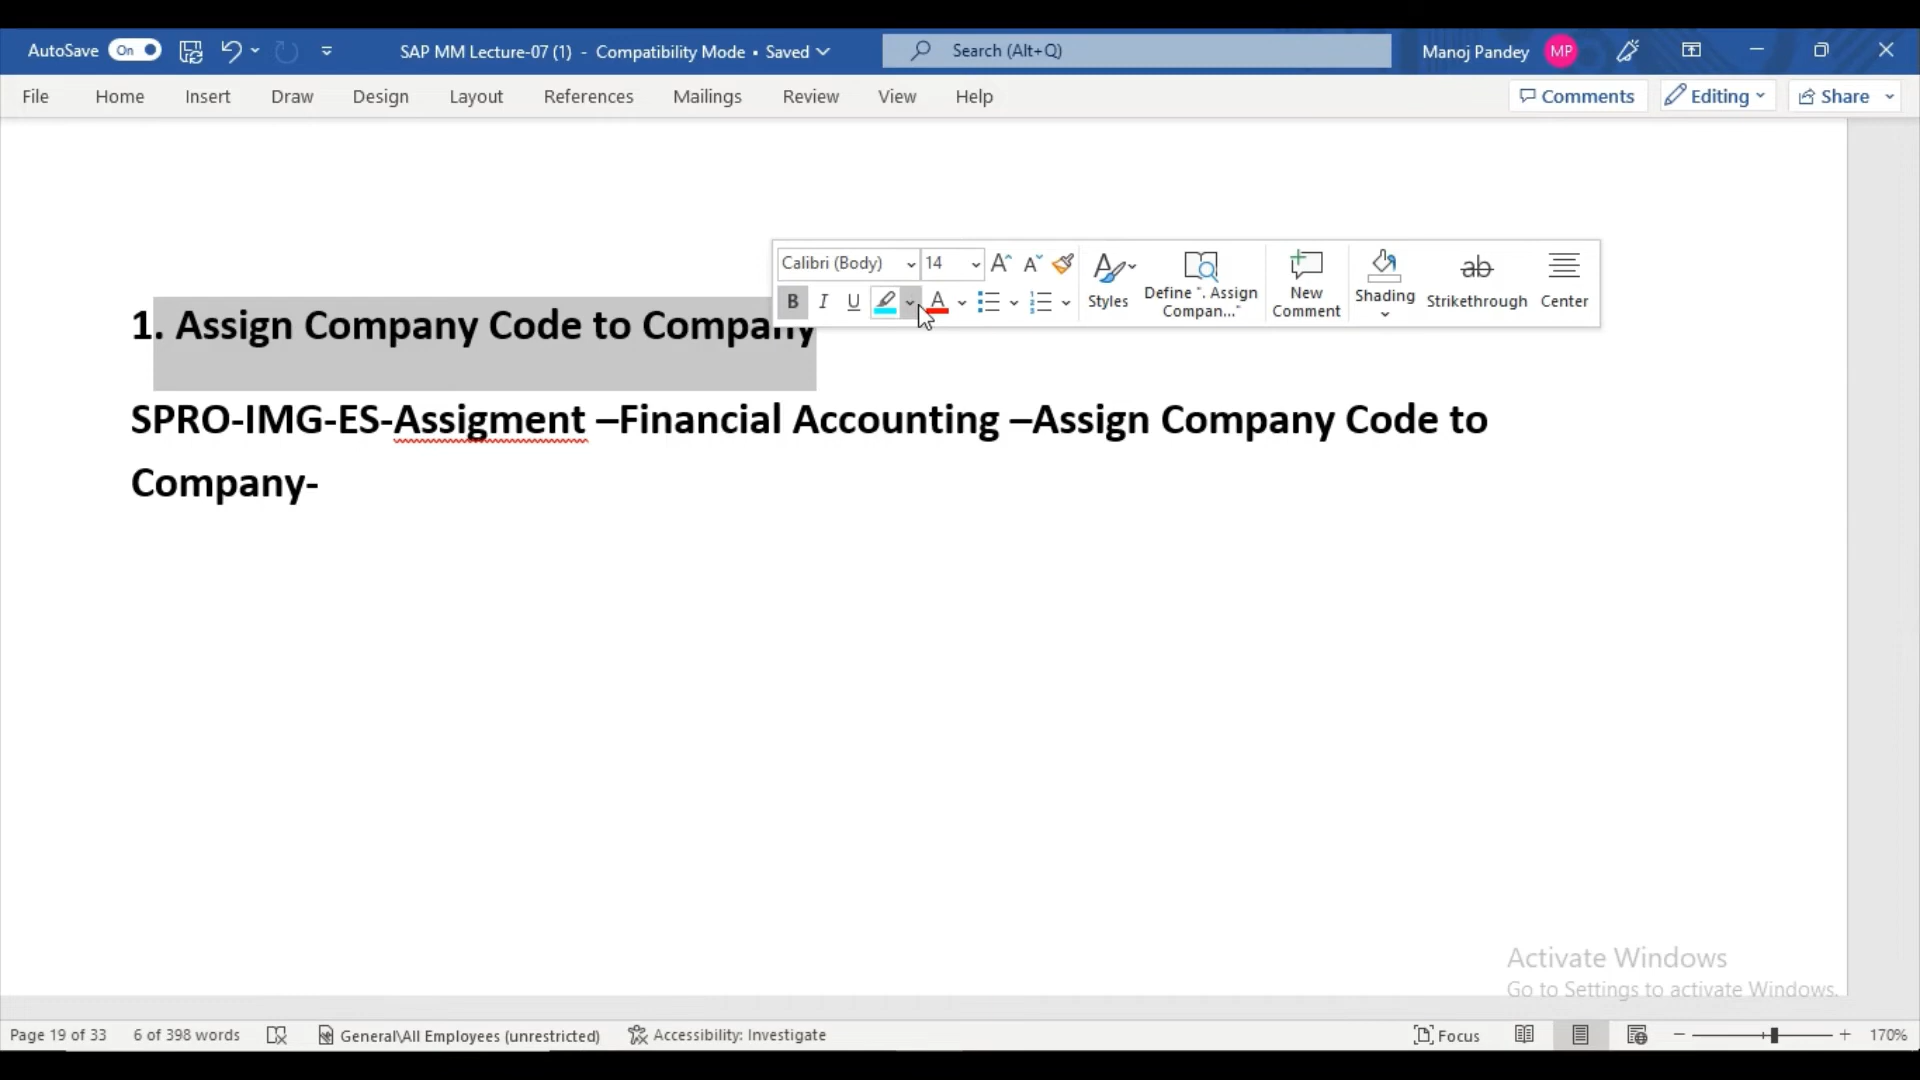 AutoSave On SAP MM Lecture-07 (1) - Compatibility Mode • Saved Search (Alt+Q) Manoj Pandey MP
File Home Insert Draw Design Layout References Mailings Review View Help Comments Editing Share
Calibri (Body) 14 A A Styles Define ". Assign Compan..." New Comment Shading ab Strikethrough Center
B I U A
1. Assign Company Code to Company
SPRO-IMG-ES-Assigment –Financial Accounting –Assign Company Code to
Company-
Activate Windows
Go to Settings to activate Windows.
Page 19 of 33 6 of 398 words General\All Employees (unrestricted) Accessibility: Investigate Focus 170%